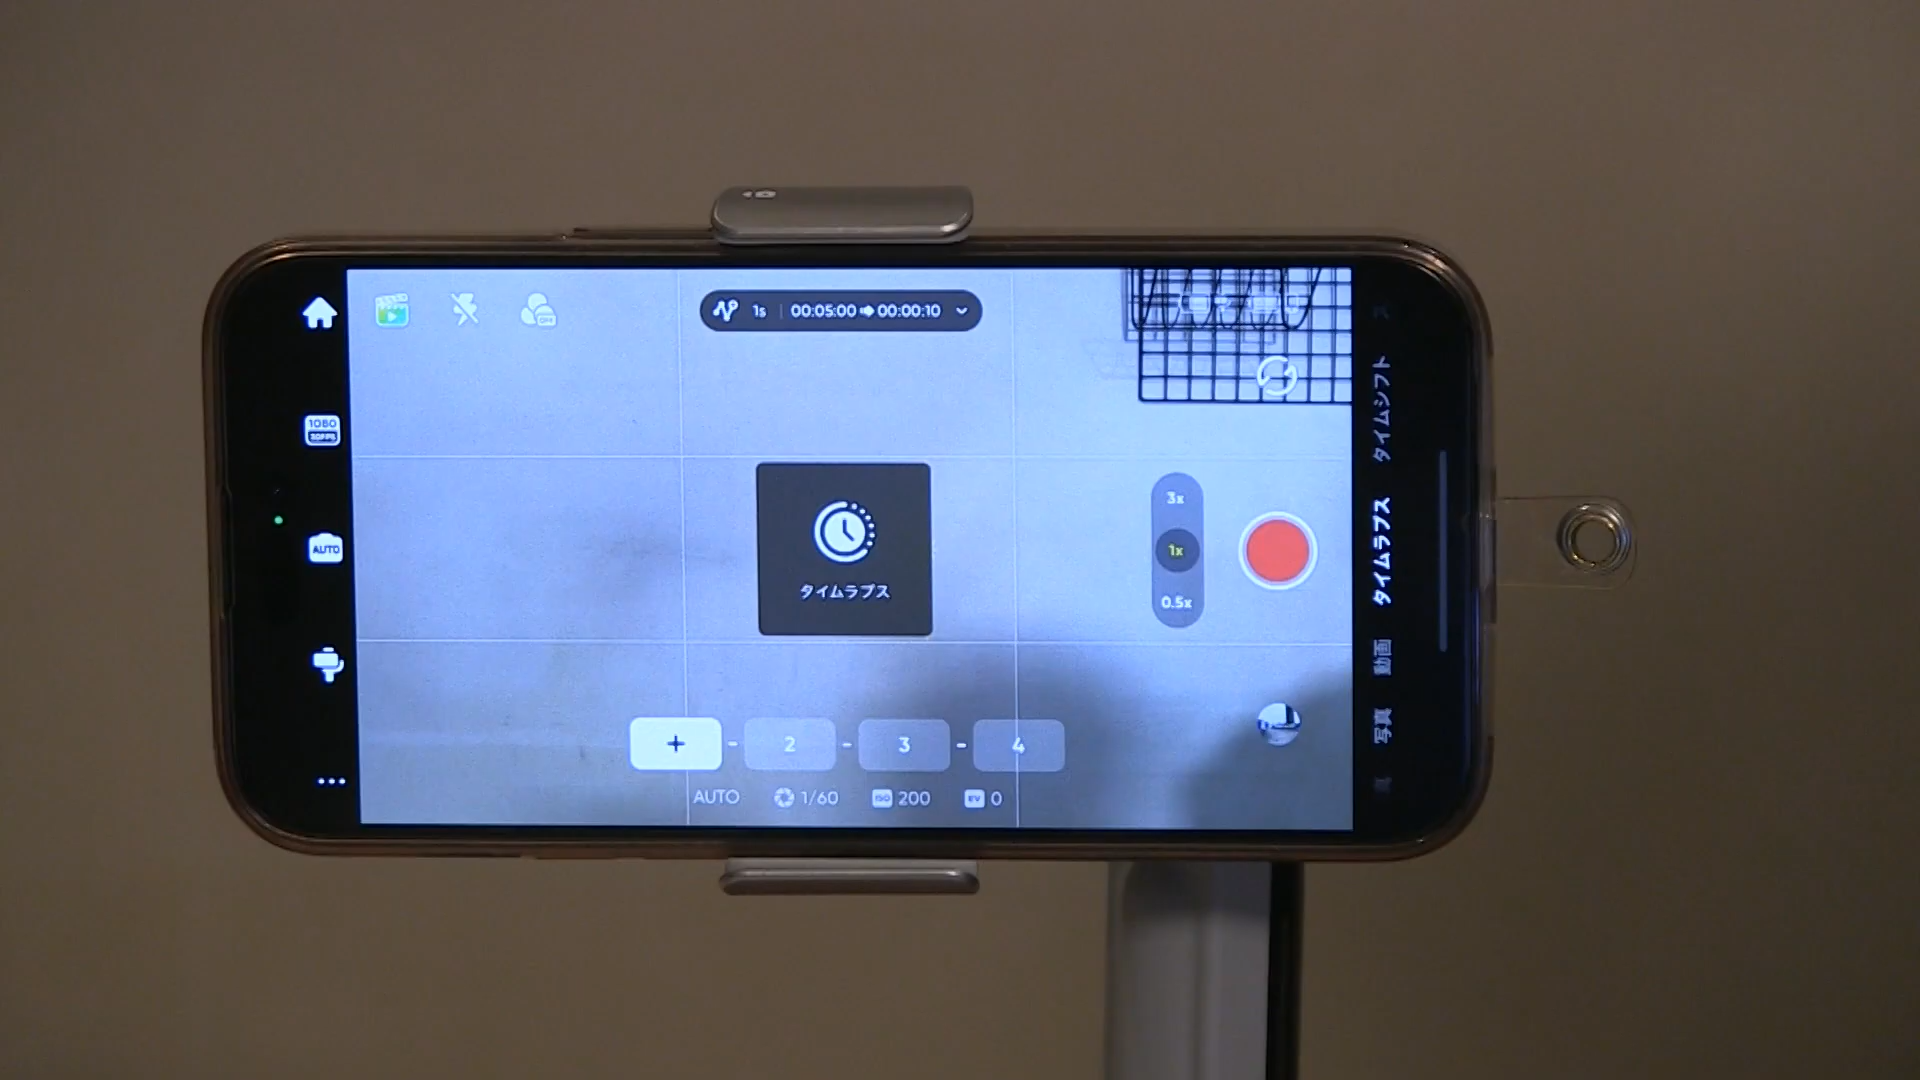 1s 00:05:00 00:00:10
1080
30FPS
AUTO
OFF
タイムラプス
3x
1x
0.5x
+ - 2 - 3 - 4
AUTO 1/60 ISO 200 EV 0
タイムシフト
タイムラプス
動画
写真